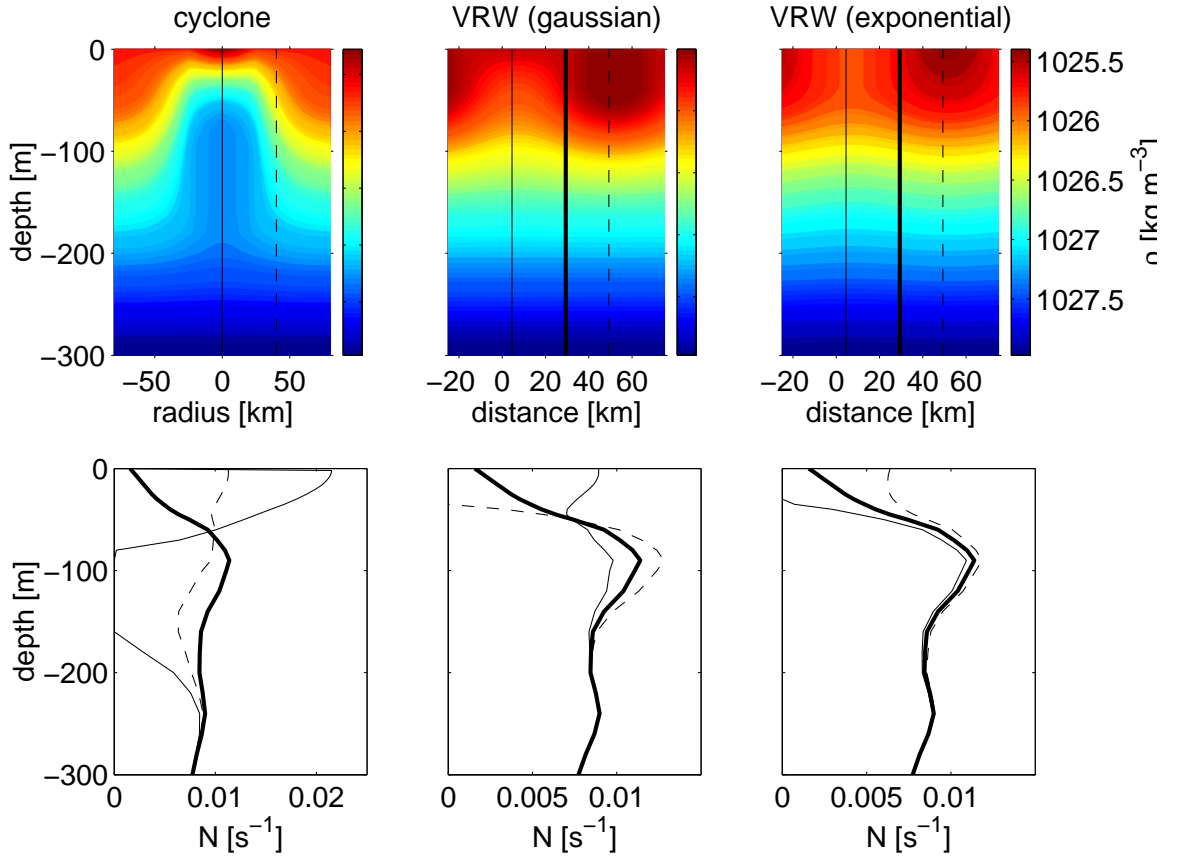 cyclone
VRW (gaussian)
VRW (exponential)
depth [m]
0
−100
−200
−300
−50 0 50
radius [km]
−20 0 20 40 60
distance [km]
−20 0 20 40 60
distance [km]
1025.5
1026
1026.5
1027
1027.5
ρ [kg m⁻³]
depth [m]
0
−100
−200
−300
0 0.01 0.02
N [s⁻¹]
0 0.005 0.01
N [s⁻¹]
0 0.005 0.01
N [s⁻¹]